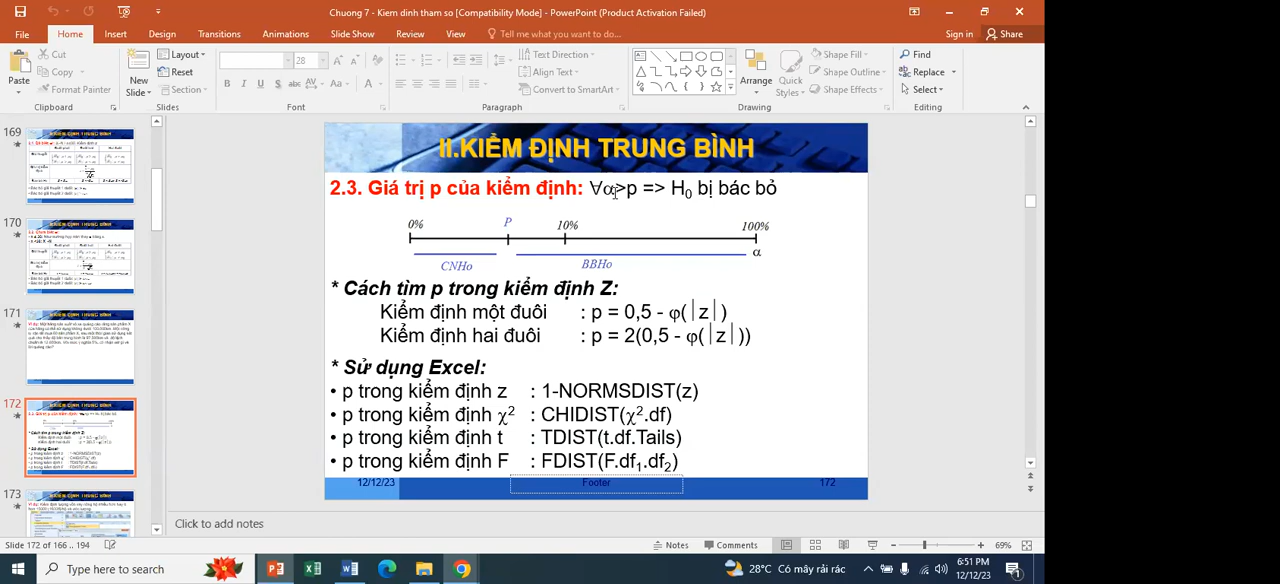 Chuong 7 - Kiem dinh tham so [Compatibility Mode] - PowerPoint (Product Activation Failed)
File Home Insert Design Transitions Animations Slide Show Review View Tell me what you want to do... Sign in Share
Cut Layout 28 Text Direction Shape Fill Find
Copy Reset Align Text Shape Outline Replace
Paste Format Painter New Slide Section Convert to SmartArt Arrange Quick Styles Shape Effects Select
Clipboard Slides Font Paragraph Drawing Editing
169
170
171
172
173
II.KIỂM ĐỊNH TRUNG BÌNH
2.3. Giá trị p của kiểm định: ∀α>p => H₀ bị bác bỏ
0% P 10% 100%
α
CNHo BBHo
* Cách tìm p trong kiểm định Z:
Kiểm định một đuôi : p = 0,5 - φ(│z│)
Kiểm định hai đuôi : p = 2(0,5 - φ(│z│))
* Sử dụng Excel:
• p trong kiểm định z : 1-NORMSDIST(z)
• p trong kiểm định χ² : CHIDIST(χ².df)
• p trong kiểm định t : TDIST(t.df.Tails)
• p trong kiểm định F : FDIST(F.df₁.df₂)
12/12/23 Footer 172
Click to add notes
Slide 172 of 166 .. 194 Notes Comments 69%
Type here to search 28°C Có mây rải rác 6:51 PM
12/12/23